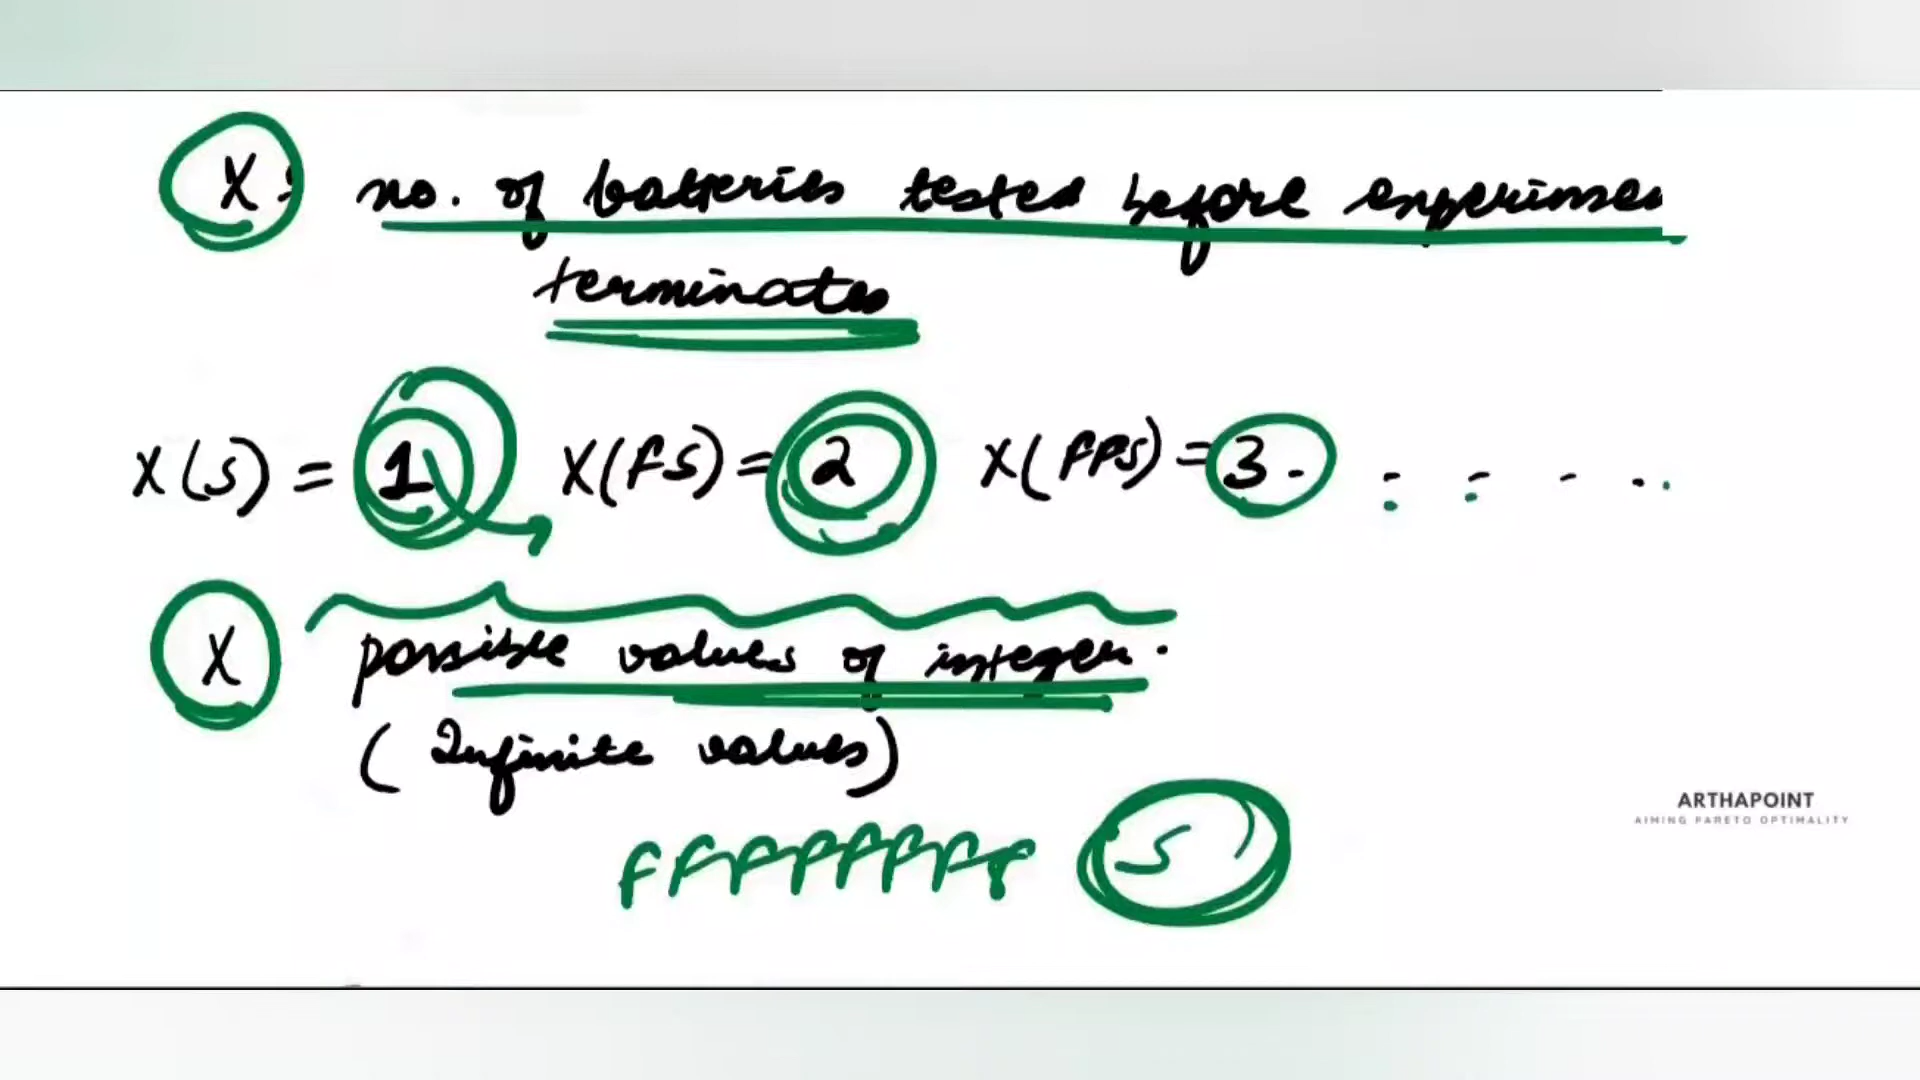 X : no. of batteries tested before experimen
terminates
X(S) = 1 X(FS) = 2 X(FFS) = 3 - - - - -
X possible values of integer.
(Infinite values)
FFFFFFFF S
ARTHAPOINT
AIMING PARETO OPTIMALITY